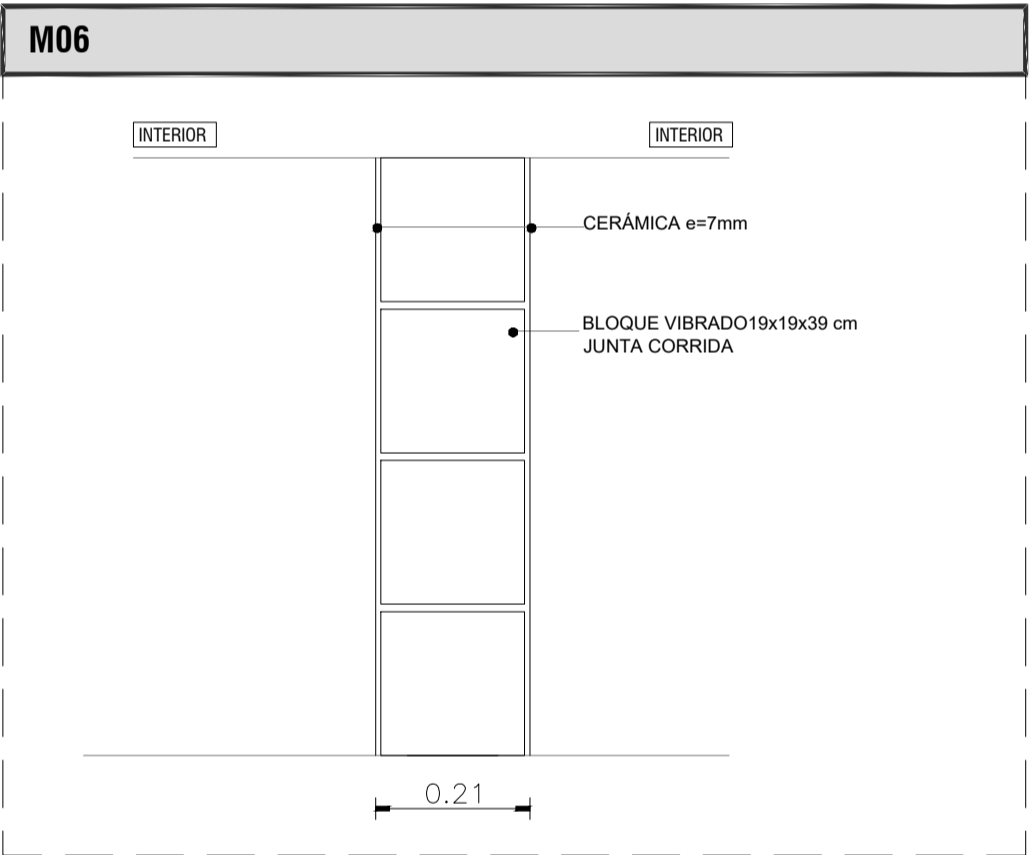 M06
INTERIOR
INTERIOR
CERÁMICA e=7mm
BLOQUE VIBRADO19x19x39 cm
JUNTA CORRIDA
0.21